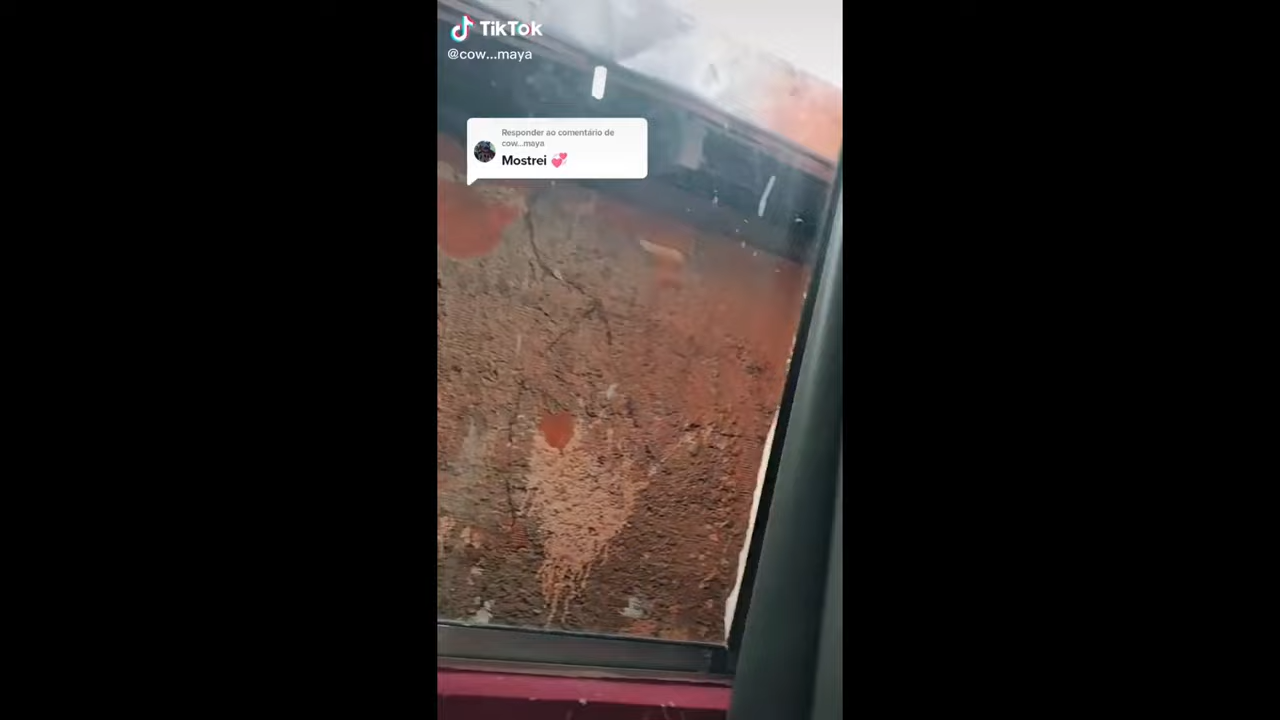 TikTok
@cow...maya
Responder ao comentário de
cow...maya
Mostrei 💞